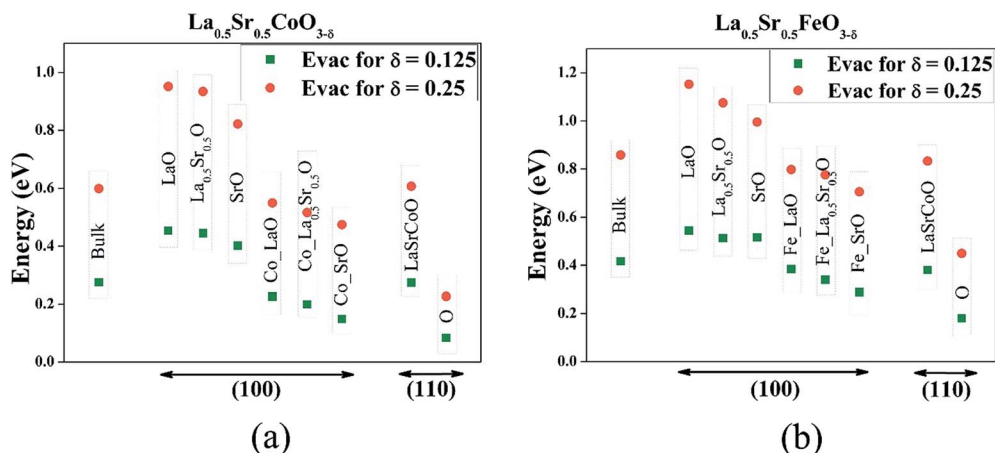 La0.5Sr0.5CoO3-δ
Evac for δ = 0.125
Evac for δ = 0.25
Energy (eV)
1.0
0.8
0.6
0.4
0.2
0.0
Bulk
LaO
La0.5Sr0.5O
SrO
Co_LaO
Co_La0.5Sr0.5O
Co_SrO
LaSrCoO
O
(100)
(110)
(a)
La0.5Sr0.5FeO3-δ
Evac for δ = 0.125
Evac for δ = 0.25
Energy (eV)
1.2
1.0
0.8
0.6
0.4
0.2
0.0
Bulk
LaO
La0.5Sr0.5O
SrO
Fe_LaO
Fe_La0.5Sr0.5O
Fe_SrO
LaSrCoO
O
(100)
(110)
(b)